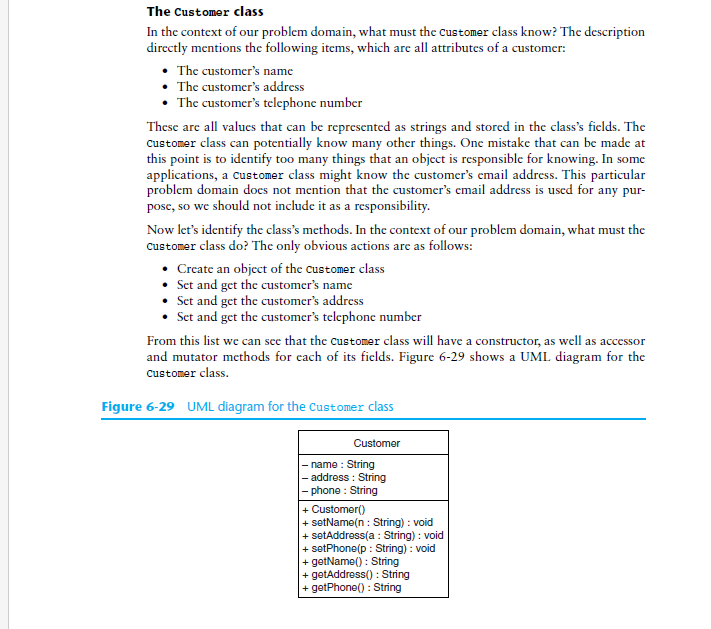 The Customer class
In the context of our problem domain, what must the Customer class know? The description
directly mentions the following items, which are all attributes of a customer:
• The customer's name
• The customer's address
• The customer's telephone number
These are all values that can be represented as strings and stored in the class's fields. The
Customer class can potentially know many other things. One mistake that can be made at
this point is to identify too many things that an object is responsible for knowing. In some
applications, a Customer class might know the customer's email address. This particular
problem domain does not mention that the customer's email address is used for any pur-
pose, so we should not include it as a responsibility.
Now let's identify the class's methods. In the context of our problem domain, what must the
Customer class do? The only obvious actions are as follows:
• Create an object of the Customer class
• Set and get the customer's name
• Set and get the customer's address
• Set and get the customer's telephone number
From this list we can see that the Customer class will have a constructor, as well as accessor
and mutator methods for each of its fields. Figure 6-29 shows a UML diagram for the
Customer class.
Figure 6-29 UML diagram for the Customer class
Customer
– name : String
– address : String
– phone : String
+ Customer()
+ setName(n : String) : void
+ setAddress(a : String) : void
+ setPhone(p : String) : void
+ getName() : String
+ getAddress() : String
+ getPhone() : String